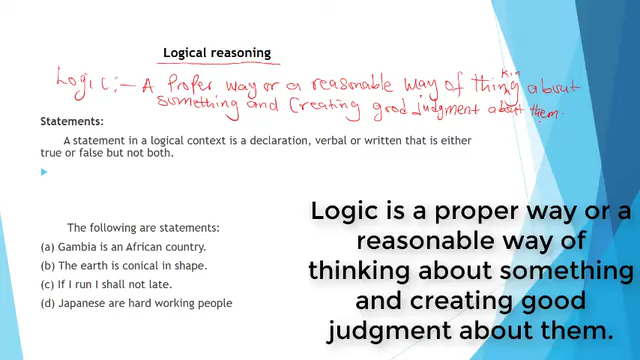 Logical reasoning
Logic:- A proper way or a reasonable way of thinking about
something and creating good judgment about them.
Statements:
A statement in a logical context is a declaration, verbal or written that is either
true or false but not both.
The following are statements:
(a) Gambia is an African country.
(b) The earth is conical in shape.
(c) If I run I shall not late.
(d) Japanese are hard working people
Logic is a proper way or a
reasonable way of
thinking about something
and creating good
judgment about them.